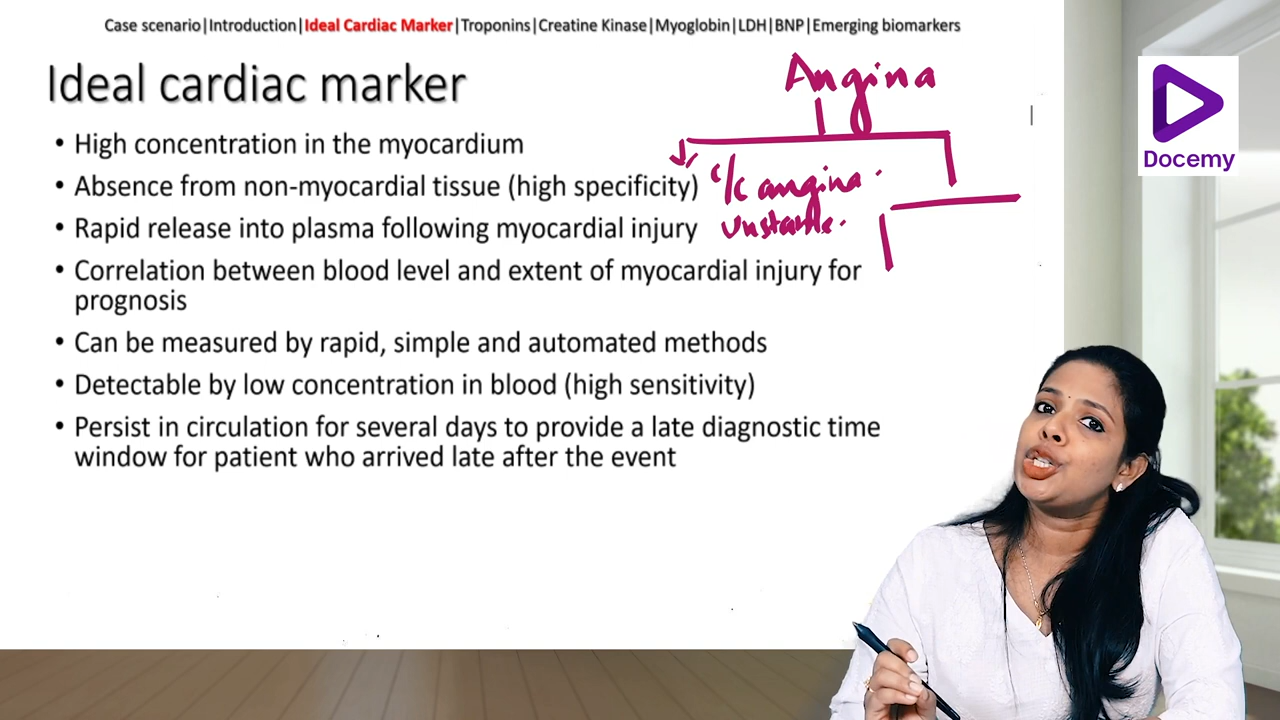 Case scenario|Introduction|Ideal Cardiac Marker|Troponins|Creatine Kinase|Myoglobin|LDH|BNP|Emerging biomarkers
Ideal cardiac marker
• High concentration in the myocardium
• Absence from non-myocardial tissue (high specificity)
• Rapid release into plasma following myocardial injury
• Correlation between blood level and extent of myocardial injury for
prognosis
• Can be measured by rapid, simple and automated methods
• Detectable by low concentration in blood (high sensitivity)
• Persist in circulation for several days to provide a late diagnostic time
window for patient who arrived late after the event
Angina
c/c angina.
Unstable.
Docemy